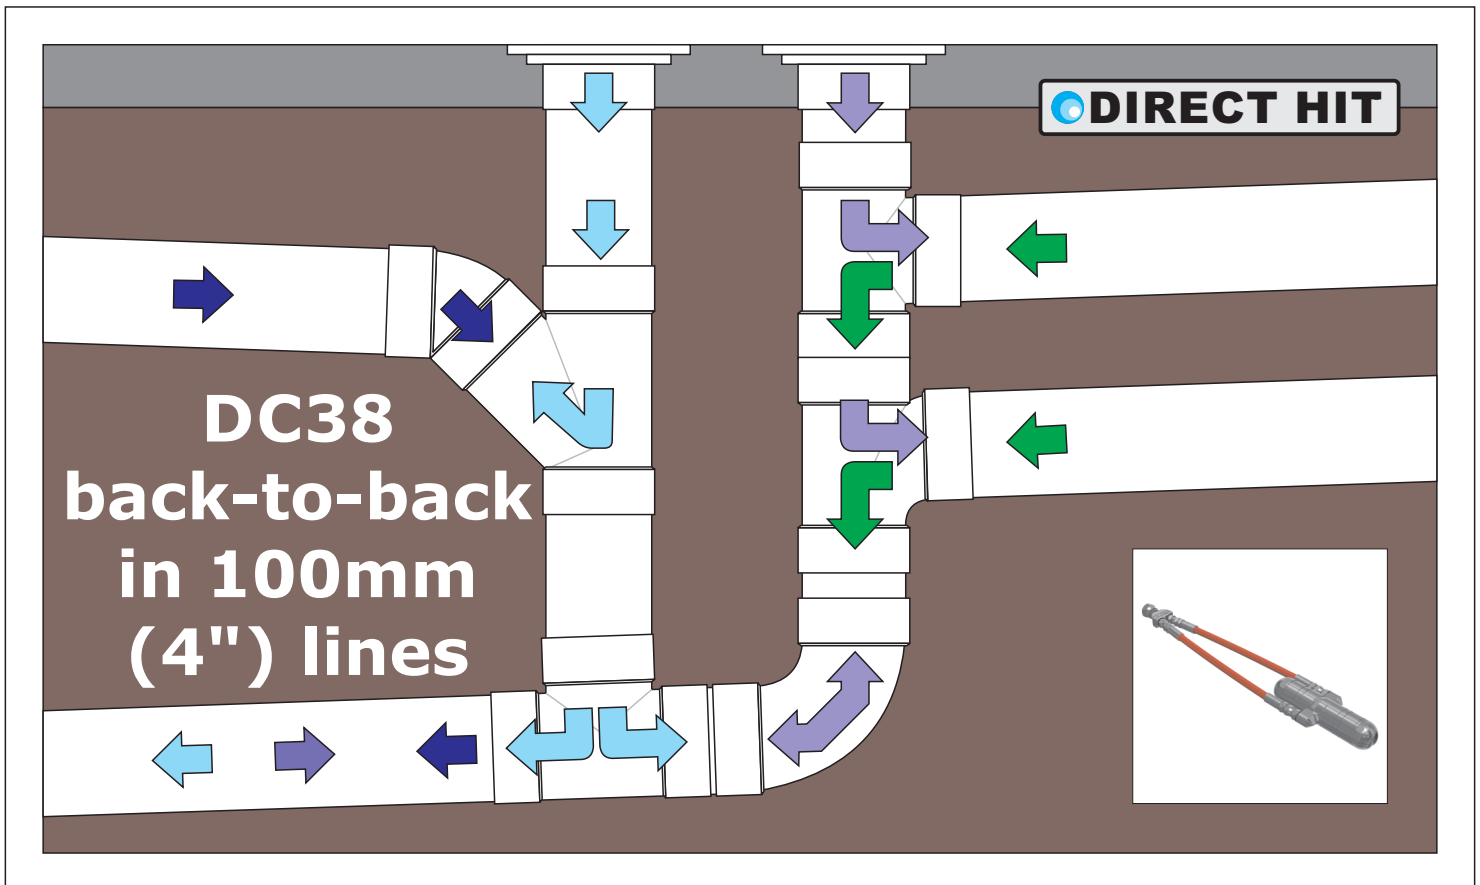 DIRECT HIT
DC38
back-to-back
in 100mm
(4") lines